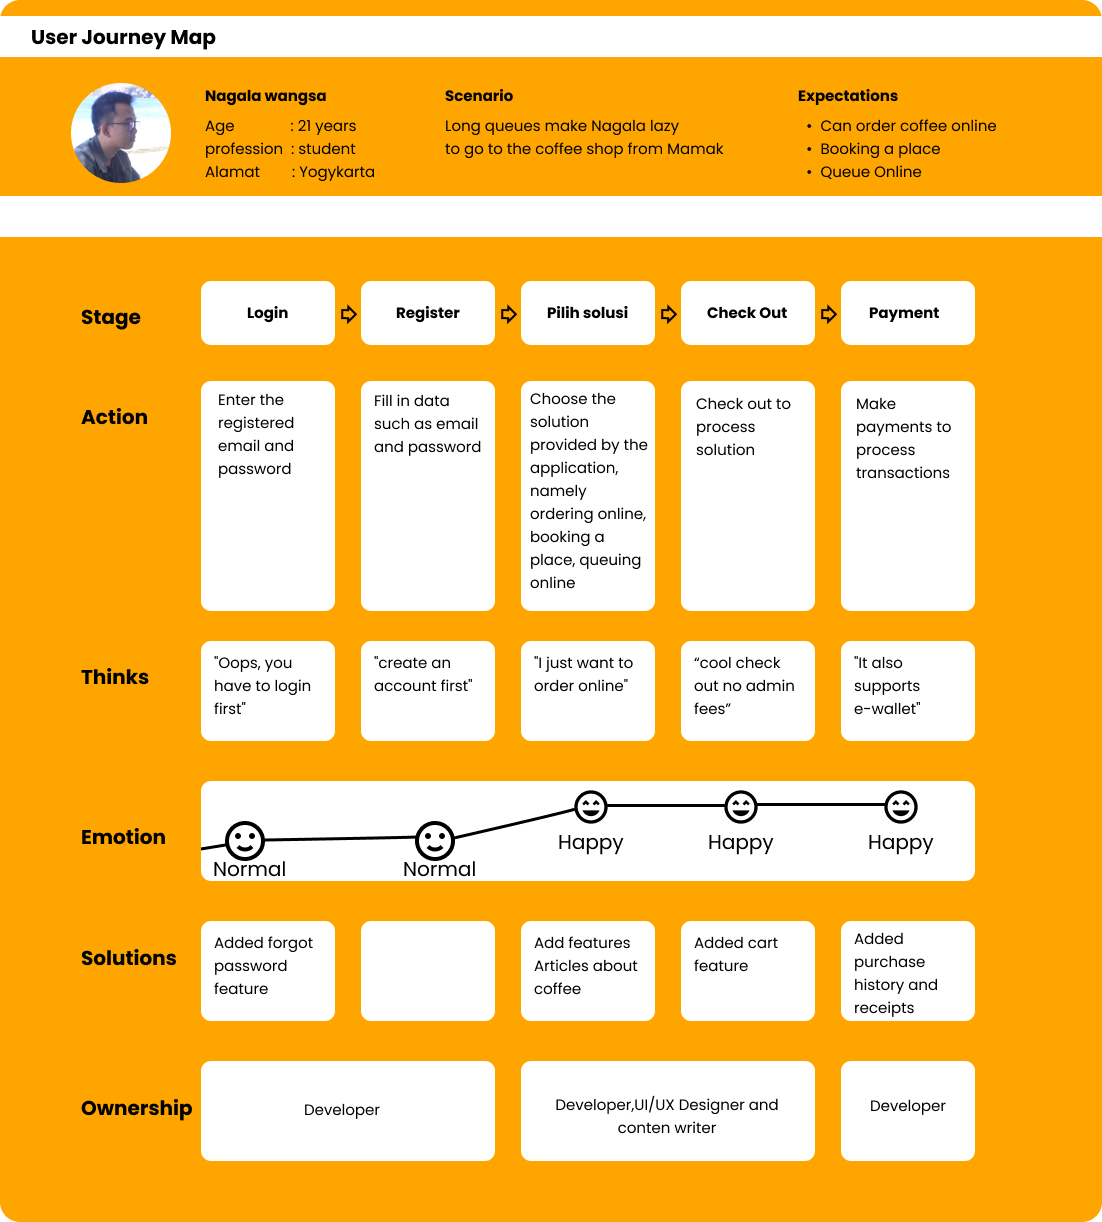 User Journey Map
Nagala wangsa
Age : 21 years
profession : student
Alamat : Yogykarta
Scenario
Long queues make Nagala lazy
to go to the coffee shop from Mamak
Expectations
• Can order coffee online
• Booking a place
• Queue Online
Stage
Login
Register
Pilih solusi
Check Out
Payment
Action
Enter the
registered
email and
password
Fill in data
such as email
and password
Choose the
solution
provided by the
application,
namely
ordering online,
booking a
place, queuing
online
Check out to
process
solution
Make
payments to
process
transactions
Thinks
"Oops, you
have to login
first"
"create an
account first"
"I just want to
order online"
“cool check
out no admin
fees“
"It also
supports
e-wallet"
Emotion
Normal
Normal
Happy
Happy
Happy
Solutions
Added forgot
password
feature
Add features
Articles about
coffee
Added cart
feature
Added
purchase
history and
receipts
Ownership
Developer
Developer,UI/UX Designer and
conten writer
Developer